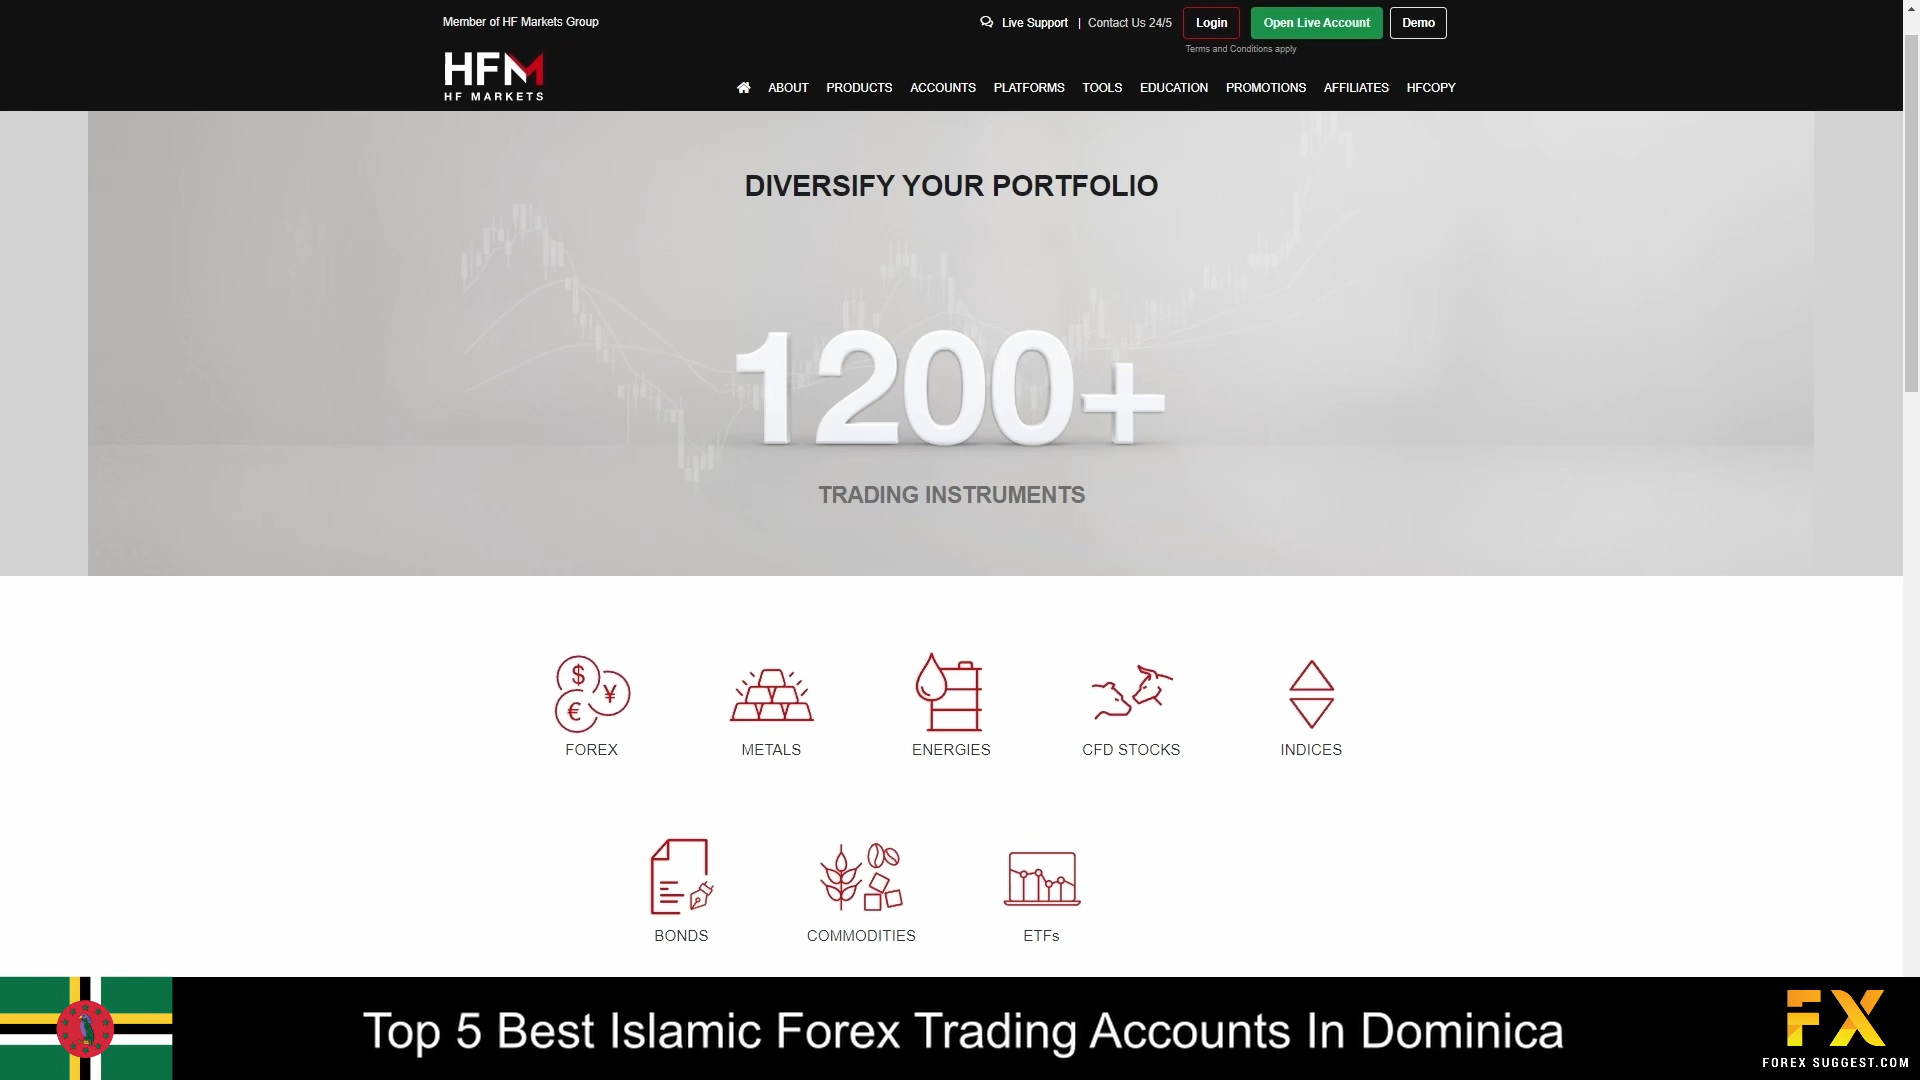 Member of HF Markets Group
Live Support | Contact Us 24/5 Login Open Live Account Demo
Terms and Conditions apply
HFM
HF MARKETS
ABOUT PRODUCTS ACCOUNTS PLATFORMS TOOLS EDUCATION PROMOTIONS AFFILIATES HFCOPY
DIVERSIFY YOUR PORTFOLIO
1200+
TRADING INSTRUMENTS
$ ¥ €
FOREX METALS ENERGIES CFD STOCKS INDICES
BONDS COMMODITIES ETFs
Top 5 Best Islamic Forex Trading Accounts In Dominica
FX
FOREX SUGGEST.COM